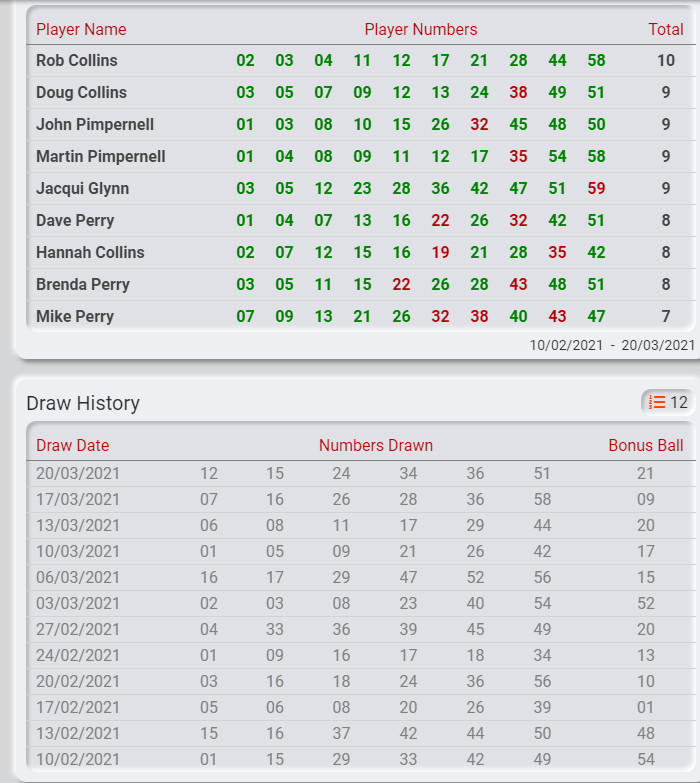 Player Name Player Numbers Total
Rob Collins 02 03 04 11 12 17 21 28 44 58 10
Doug Collins 03 05 07 09 12 13 24 38 49 51 9
John Pimpernell 01 03 08 10 15 26 32 45 48 50 9
Martin Pimpernell 01 04 08 09 11 12 17 35 54 58 9
Jacqui Glynn 03 05 12 23 28 36 42 47 51 59 9
Dave Perry 01 04 07 13 16 22 26 32 42 51 8
Hannah Collins 02 07 12 15 16 19 21 28 35 42 8
Brenda Perry 03 05 11 15 22 26 28 43 48 51 8
Mike Perry 07 09 13 21 26 32 38 40 43 47 7
10/02/2021 - 20/03/2021
Draw History 12
Draw Date Numbers Drawn Bonus Ball
20/03/2021 12 15 24 34 36 51 21
17/03/2021 07 16 26 28 36 58 09
13/03/2021 06 08 11 17 29 44 20
10/03/2021 01 05 09 21 26 42 17
06/03/2021 16 17 29 47 52 56 15
03/03/2021 02 03 08 23 40 54 52
27/02/2021 04 33 36 39 45 49 20
24/02/2021 01 09 16 17 18 34 13
20/02/2021 03 16 18 24 36 56 10
17/02/2021 05 06 08 20 26 39 01
13/02/2021 15 16 37 42 44 50 48
10/02/2021 01 15 29 33 42 49 54